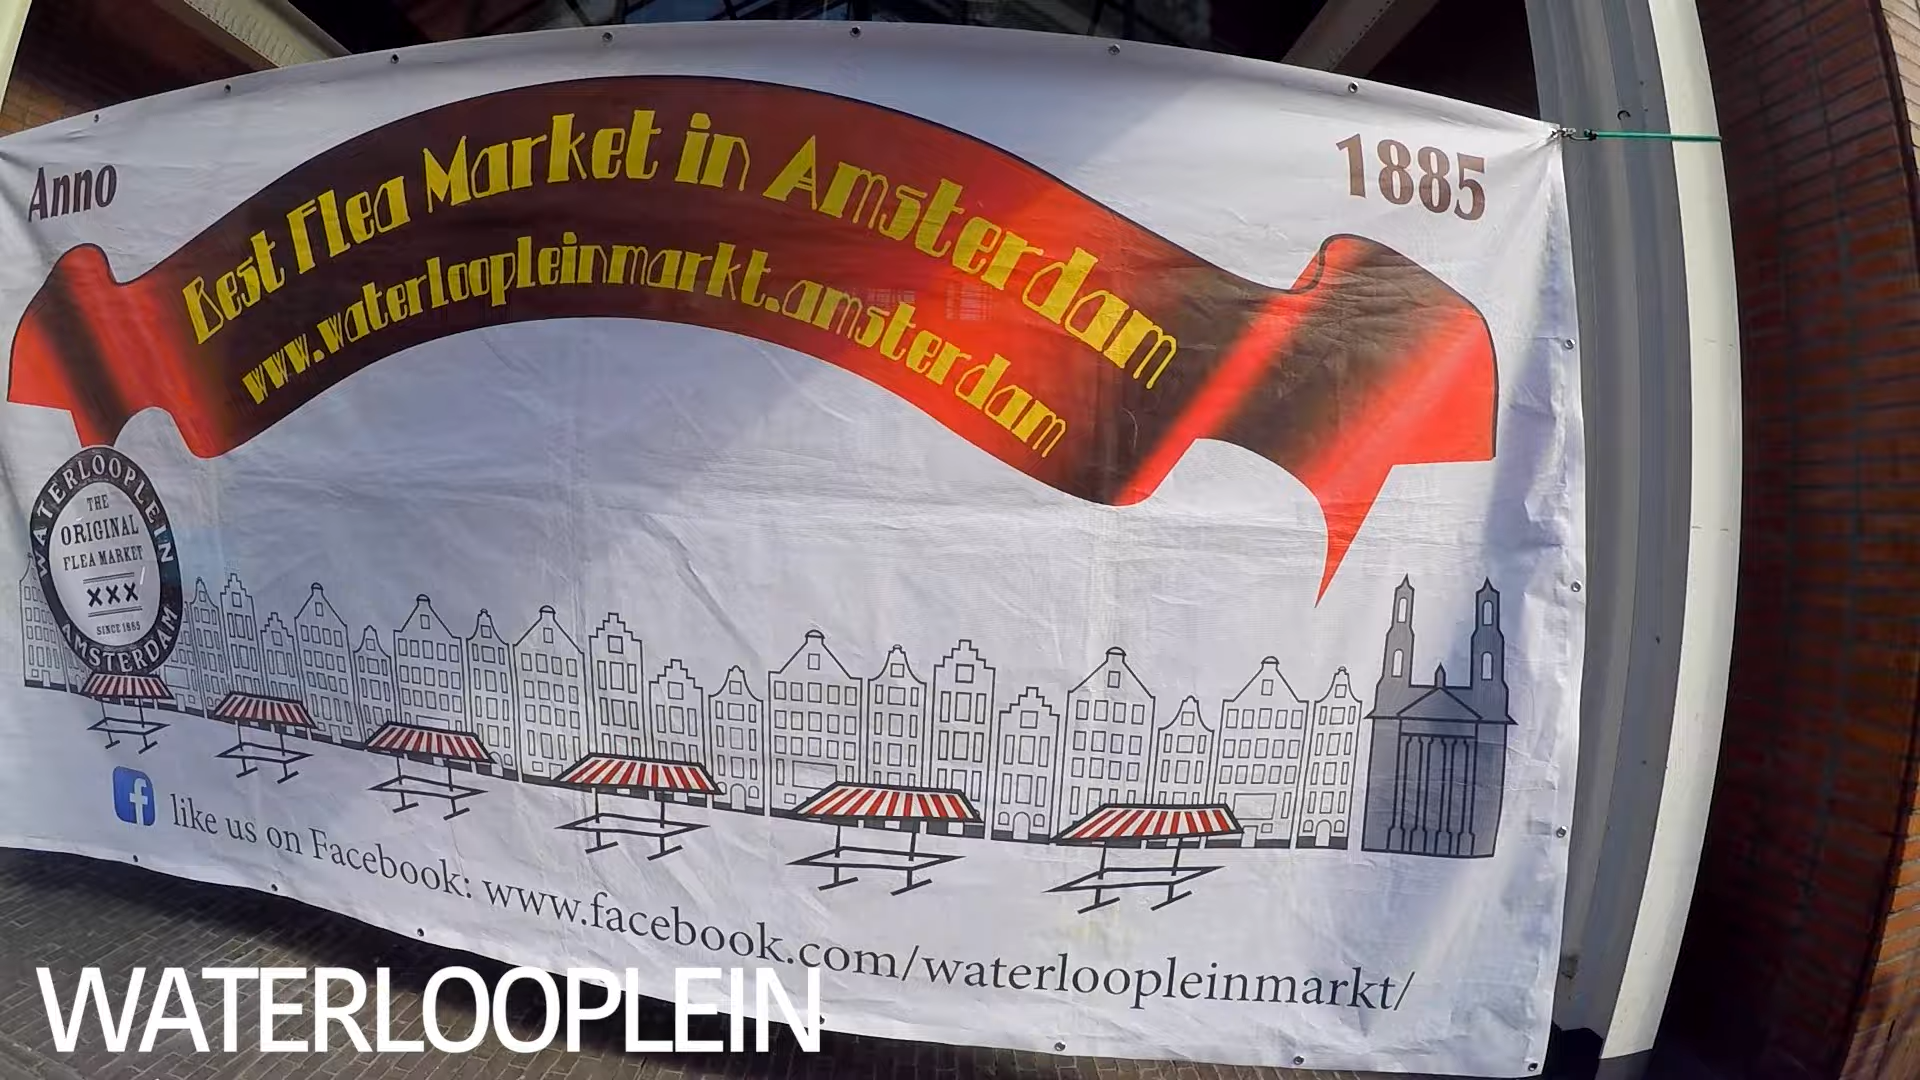 Anno
1885
Best Flea Market in Amsterdam
www.waterloopleinmarkt.amsterdam
WATERLOOPLEIN
THE
ORIGINAL
FLEA MARKET
XXX
SINCE 1885
AMSTERDAM
f like us on Facebook: www.facebook.com/waterloopleinmarkt/
WATERLOOPLEIN